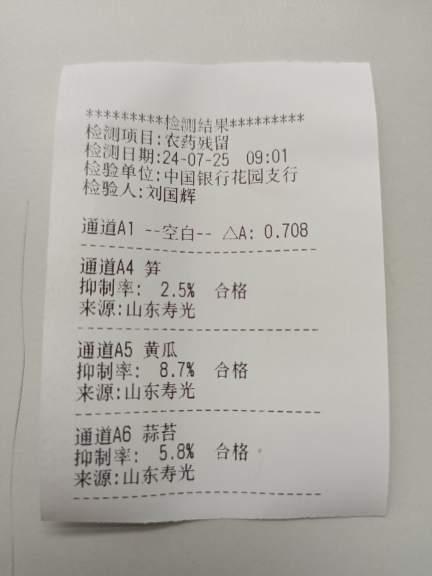 *********检测结果*********
检测项目:农药残留
检测日期:24-07-25 09:01
检验单位:中国银行花园支行
检验人:刘国辉
通道A1 --空白-- △A: 0.708
通道A4 笋
抑制率: 2.5% 合格
来源:山东寿光
通道A5 黄瓜
抑制率: 8.7% 合格
来源:山东寿光
通道A6 蒜苔
抑制率: 5.8% 合格
来源:山东寿光